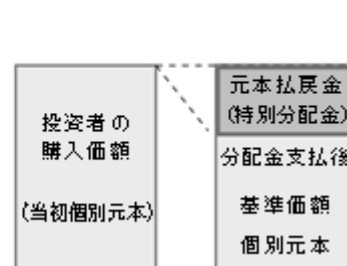 投資者の
購入価額
(当初個別元本)
元本払戻金
(特別分配金)
分配金支払後
基準価額
個別元本